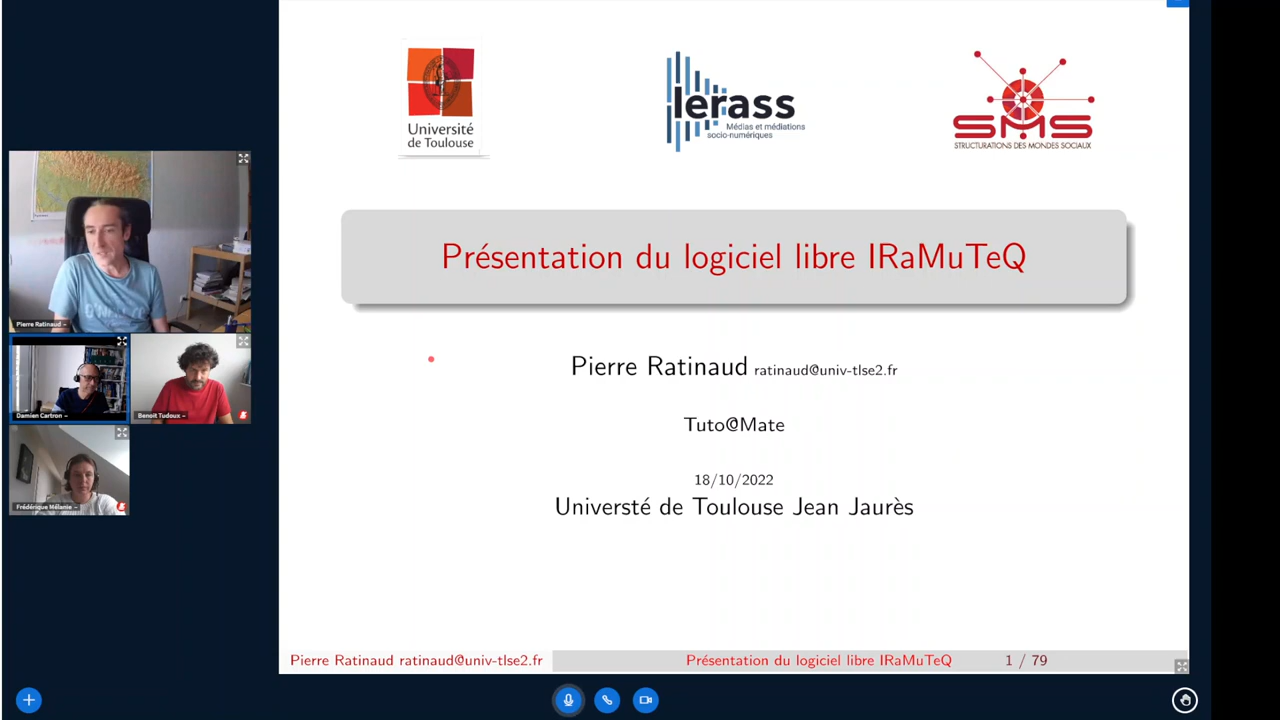 Université
de Toulouse
lerass
Médias et médiations
socio-numériques
SMS
STRUCTURATIONS DES MONDES SOCIAUX
Présentation du logiciel libre IRaMuTeQ
Pierre Ratinaud ratinaud@univ-tlse2.fr
Tuto@Mate
18/10/2022
Universté de Toulouse Jean Jaurès
Pierre Ratinaud ratinaud@univ-tlse2.fr
Présentation du logiciel libre IRaMuTeQ
1 / 79
Pierre Ratinaud
Damien Cartron
Benoit Tudoux
Frédérique Mélanie